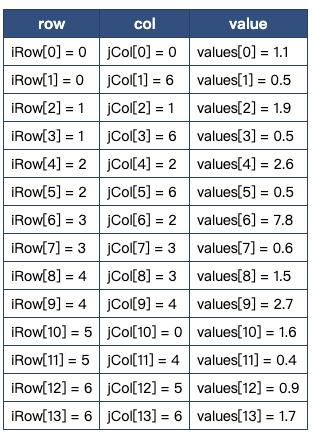 row col value
iRow[0] = 0 jCol[0] = 0 values[0] = 1.1
iRow[1] = 0 jCol[1] = 6 values[1] = 0.5
iRow[2] = 1 jCol[2] = 1 values[2] = 1.9
iRow[3] = 1 jCol[3] = 6 values[3] = 0.5
iRow[4] = 2 jCol[4] = 2 values[4] = 2.6
iRow[5] = 2 jCol[5] = 6 values[5] = 0.5
iRow[6] = 3 jCol[6] = 2 values[6] = 7.8
iRow[7] = 3 jCol[7] = 3 values[7] = 0.6
iRow[8] = 4 jCol[8] = 3 values[8] = 1.5
iRow[9] = 4 jCol[9] = 4 values[9] = 2.7
iRow[10] = 5 jCol[10] = 0 values[10] = 1.6
iRow[11] = 5 jCol[11] = 4 values[11] = 0.4
iRow[12] = 6 jCol[12] = 5 values[12] = 0.9
iRow[13] = 6 jCol[13] = 6 values[13] = 1.7